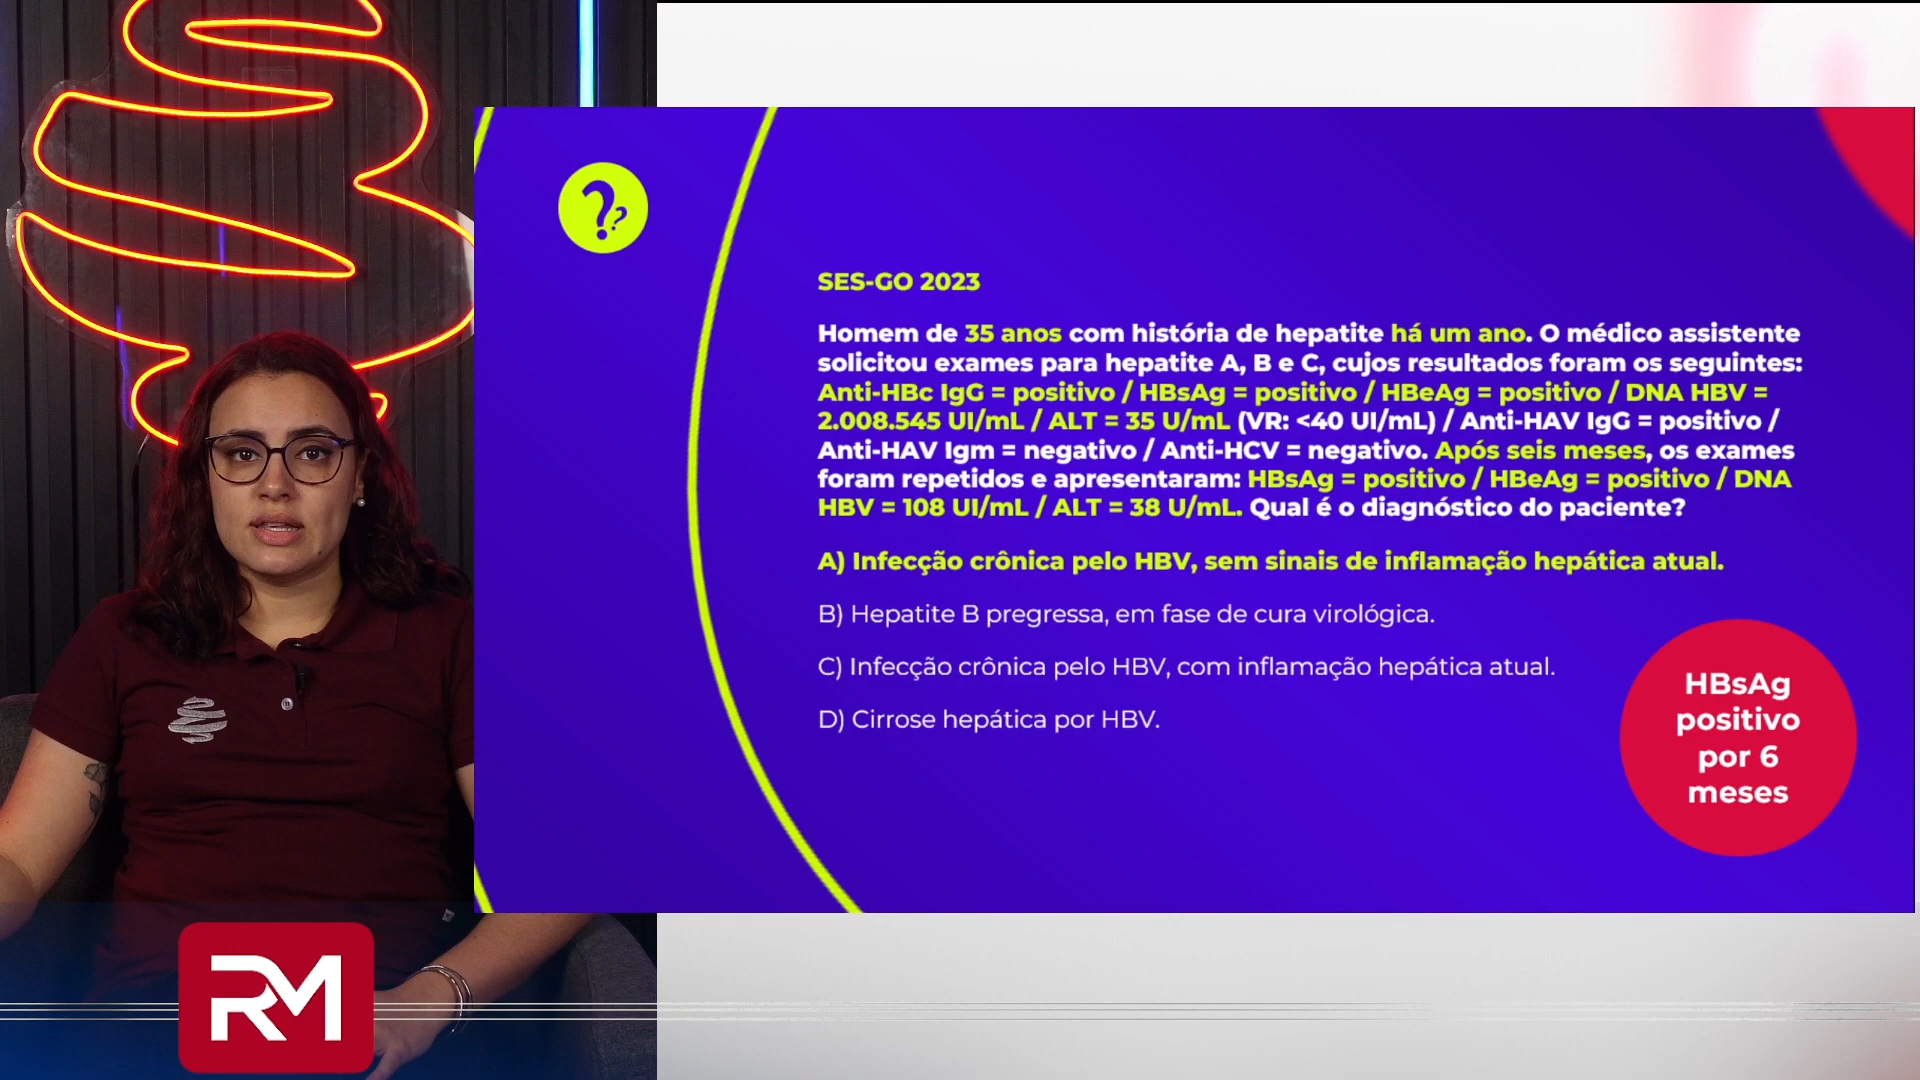 ??
SES-GO 2023
Homem de 35 anos com história de hepatite há um ano. O médico assistente
solicitou exames para hepatite A, B e C, cujos resultados foram os seguintes:
Anti-HBc IgG = positivo / HBsAg = positivo / HBeAg = positivo / DNA HBV =
2.008.545 UI/mL / ALT = 35 U/mL (VR: <40 UI/mL) / Anti-HAV IgG = positivo /
Anti-HAV Igm = negativo / Anti-HCV = negativo. Após seis meses, os exames
foram repetidos e apresentaram: HBsAg = positivo / HBeAg = positivo / DNA
HBV = 108 UI/mL / ALT = 38 U/mL. Qual é o diagnóstico do paciente?
A) Infecção crônica pelo HBV, sem sinais de inflamação hepática atual.
B) Hepatite B pregressa, em fase de cura virológica.
C) Infecção crônica pelo HBV, com inflamação hepática atual.
D) Cirrose hepática por HBV.
HBsAg
positivo
por 6
meses
RM